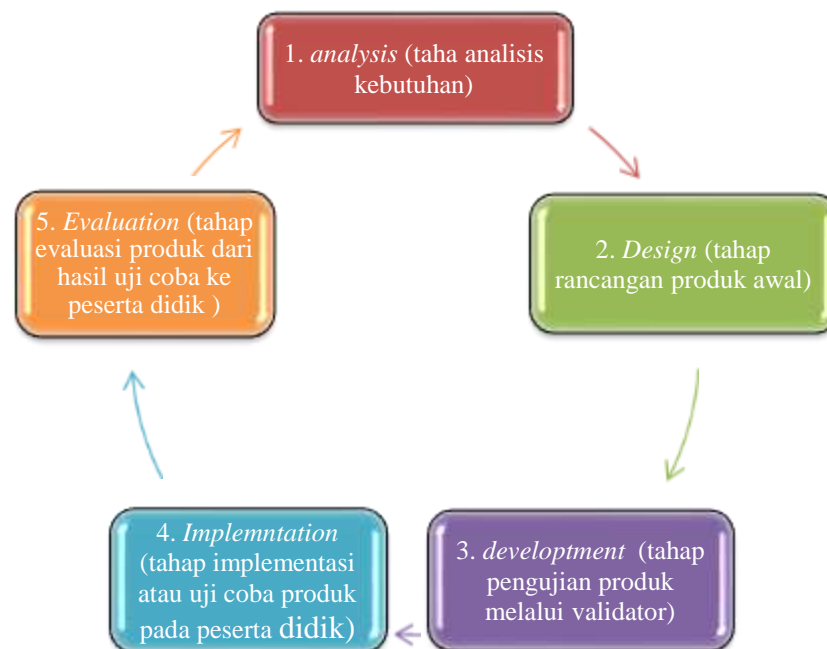 1. analysis (taha analisis
kebutuhan)
2. Design (tahap
rancangan produk awal)
3. developtment (tahap
pengujian produk
melalui validator)
4. Implemntation
(tahap implementasi
atau uji coba produk
pada peserta didik)
5. Evaluation (tahap
evaluasi produk dari
hasil uji coba ke
peserta didik )